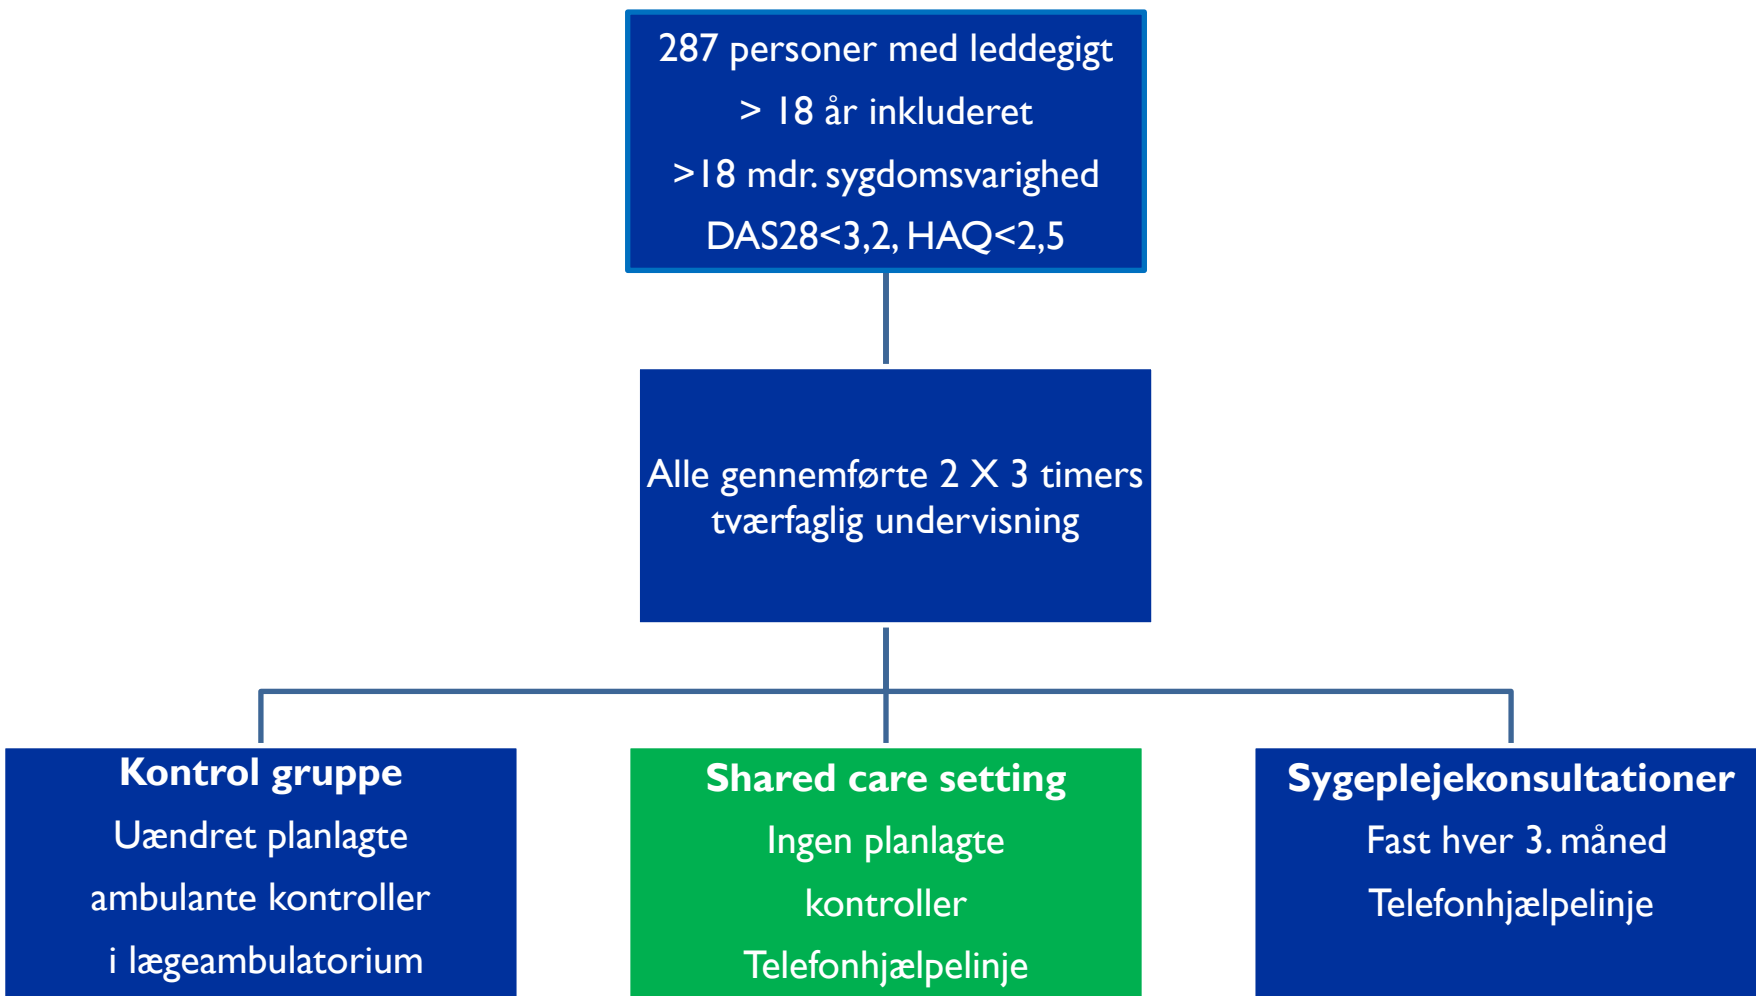 287 personer med leddegigt
> 18 år inkluderet
>18 mdr. sygdomsvarighed
DAS28<3,2, HAQ<2,5
Alle gennemførte 2 X 3 timers
tværfaglig undervisning
Kontrol gruppe
Uændret planlagte
ambulante kontroller
i lægeambulatorium
Shared care setting
Ingen planlagte
kontroller
Telefonhjælpelinje
Sygeplejekonsultationer
Fast hver 3. måned
Telefonhjælpelinje